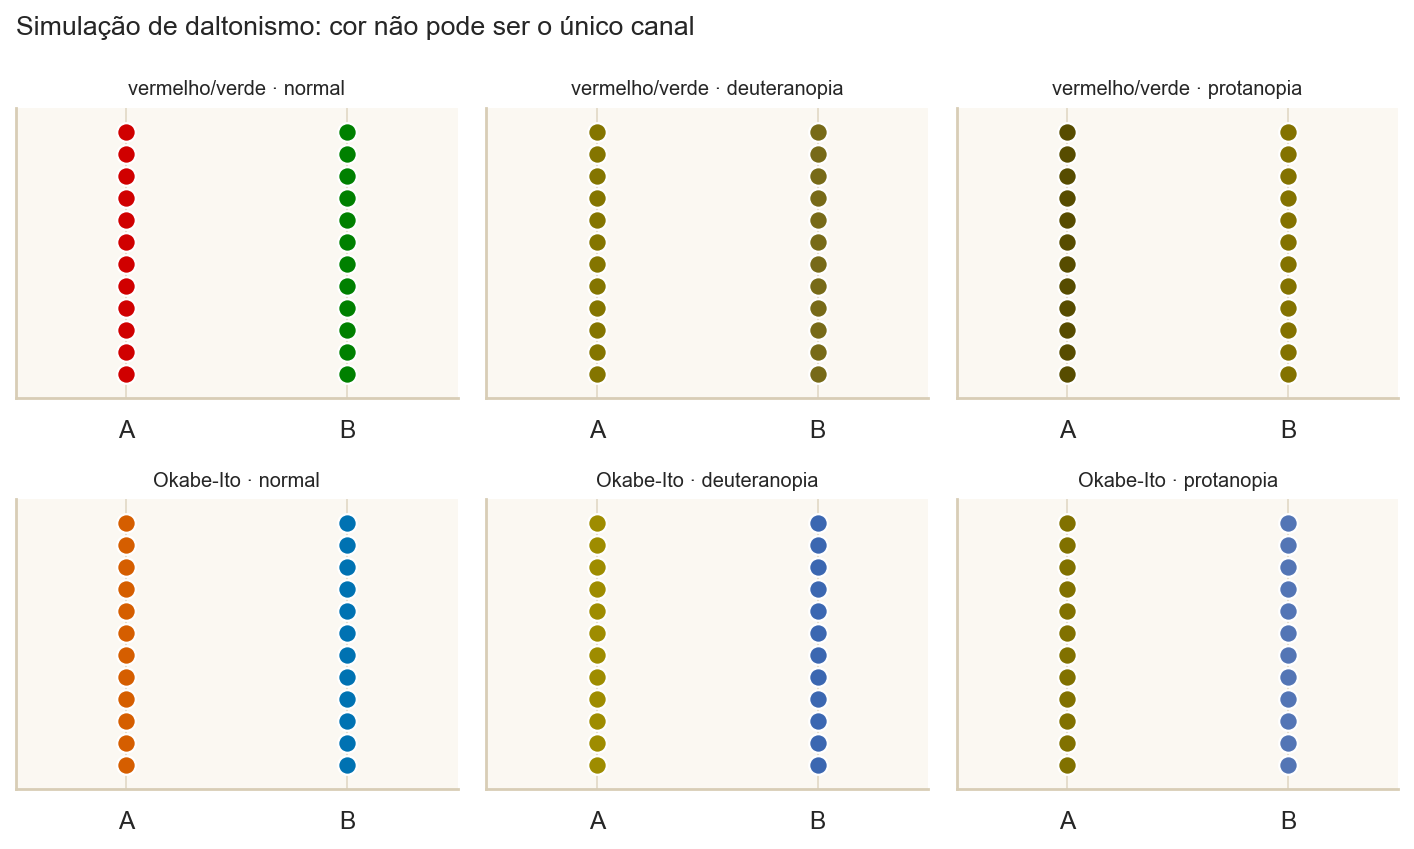 Simulação de daltonismo: cor não pode ser o único canal
vermelho/verde · normal
vermelho/verde · deuteranopia
vermelho/verde · protanopia
A
B
A
B
A
B
Okabe-Ito · normal
Okabe-Ito · deuteranopia
Okabe-Ito · protanopia
A
B
A
B
A
B